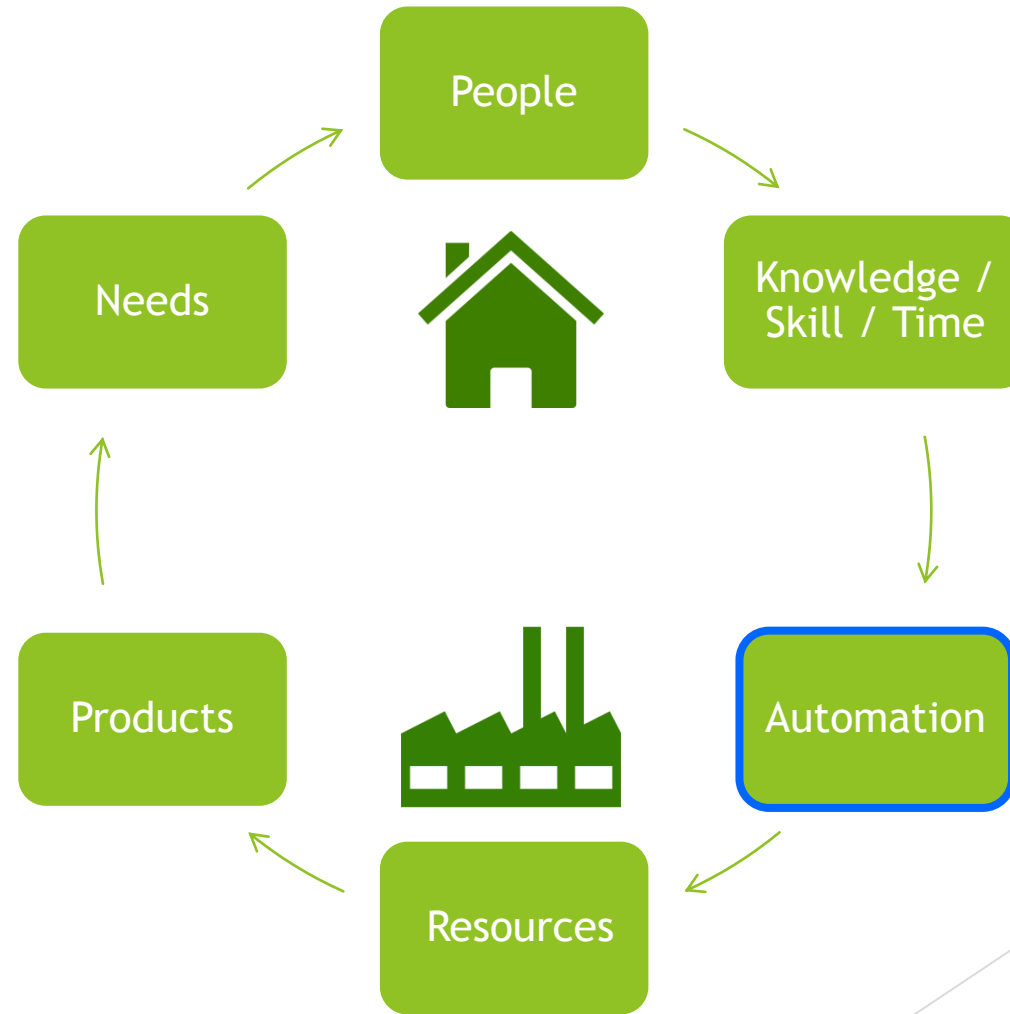 People
Knowledge /
Skill / Time
Automation
Resources
Products
Needs